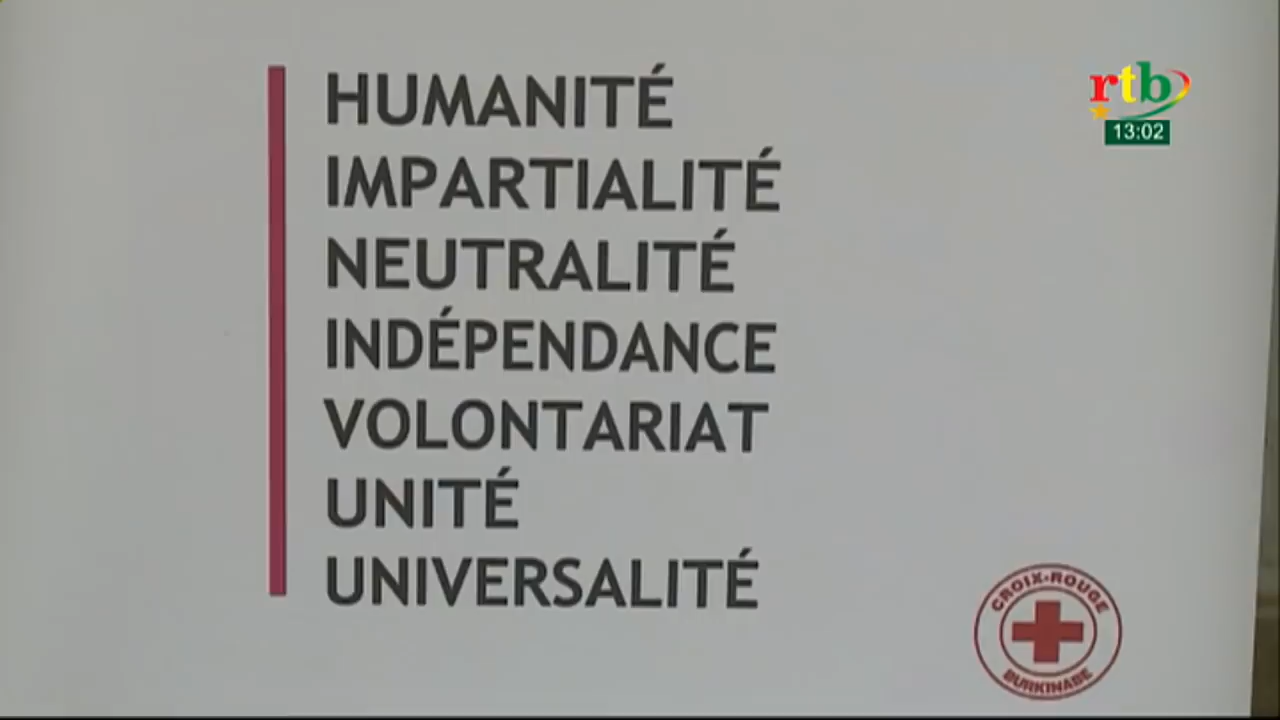 HUMANITÉ
IMPARTIALITÉ
NEUTRALITÉ
INDÉPENDANCE
VOLONTARIAT
UNITÉ
UNIVERSALITÉ
rtb
13:02
CROIX-ROUGE
BURKINABE